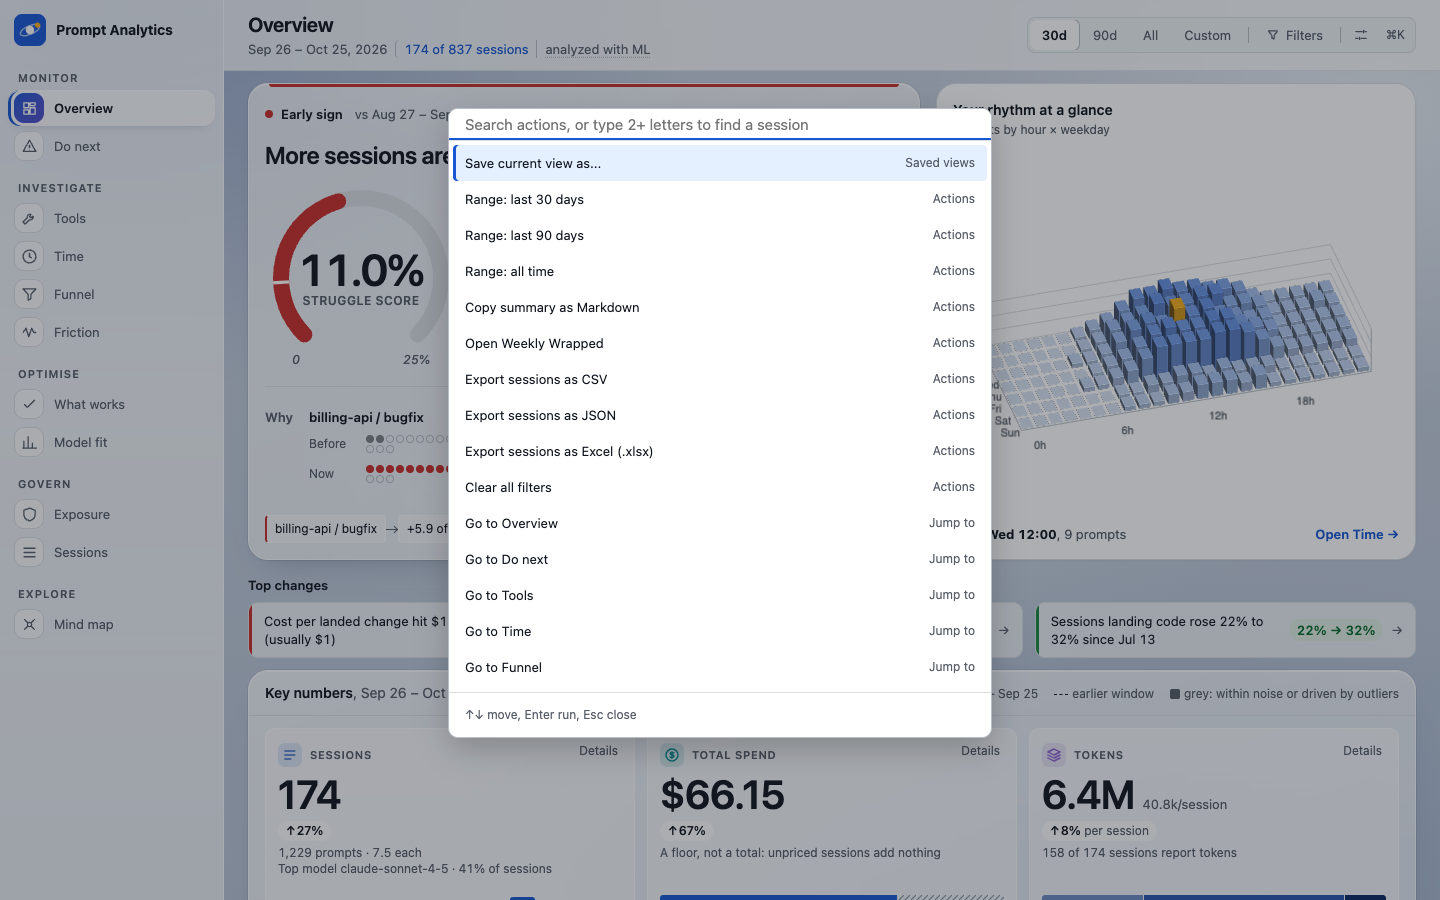 Prompt Analytics
MONITOR
Overview
Do next
INVESTIGATE
Tools
Time
Funnel
Friction
OPTIMISE
What works
Model fit
GOVERN
Exposure
Sessions
EXPLORE
Mind map
Overview
Sep 26 – Oct 25, 2026 174 of 837 sessions analyzed with ML
30d 90d All Custom Filters ⌘K
Early sign vs Aug 27 – Sep
More sessions are
11.0%
STRUGGLE SCORE
0 25%
Why billing-api / bugfix
Before
Now
billing-api / bugfix → +5.9 of
Your rhythm at a glance
ts by hour × weekday
Fri
Sat
Sun
0h
6h
12h
18h
Wed 12:00, 9 prompts
Open Time →
Search actions, or type 2+ letters to find a session
Save current view as... Saved views
Range: last 30 days Actions
Range: last 90 days Actions
Range: all time Actions
Copy summary as Markdown Actions
Open Weekly Wrapped Actions
Export sessions as CSV Actions
Export sessions as JSON Actions
Export sessions as Excel (.xlsx) Actions
Clear all filters Actions
Go to Overview Jump to
Go to Do next Jump to
Go to Tools Jump to
Go to Time Jump to
Go to Funnel Jump to
↑↓ move, Enter run, Esc close
Top changes
Cost per landed change hit $1
(usually $1)
→
Sessions landing code rose 22% to
32% since Jul 13
22% → 32% →
Key numbers, Sep 26 – Oct
Sep 25 earlier window grey: within noise or driven by outliers
SESSIONS Details
174
↑27%
1,229 prompts · 7.5 each
Top model claude-sonnet-4-5 · 41% of sessions
TOTAL SPEND Details
$66.15
↑67%
A floor, not a total: unpriced sessions add nothing
TOKENS Details
6.4M 40.8k/session
↑8% per session
158 of 174 sessions report tokens